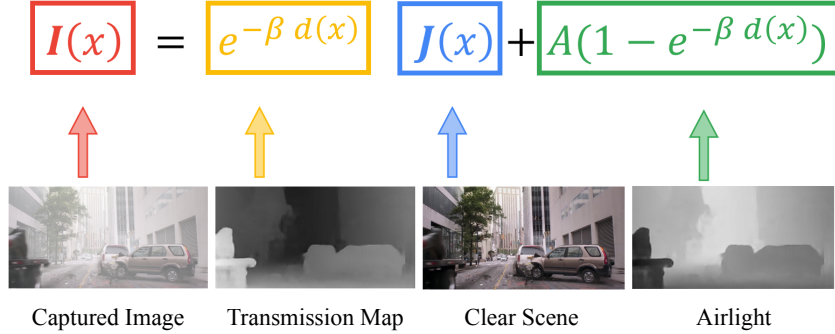 I(x) = e^{-β d(x)} J(x) + A(1 − e^{-β d(x)})
Captured Image Transmission Map Clear Scene Airlight